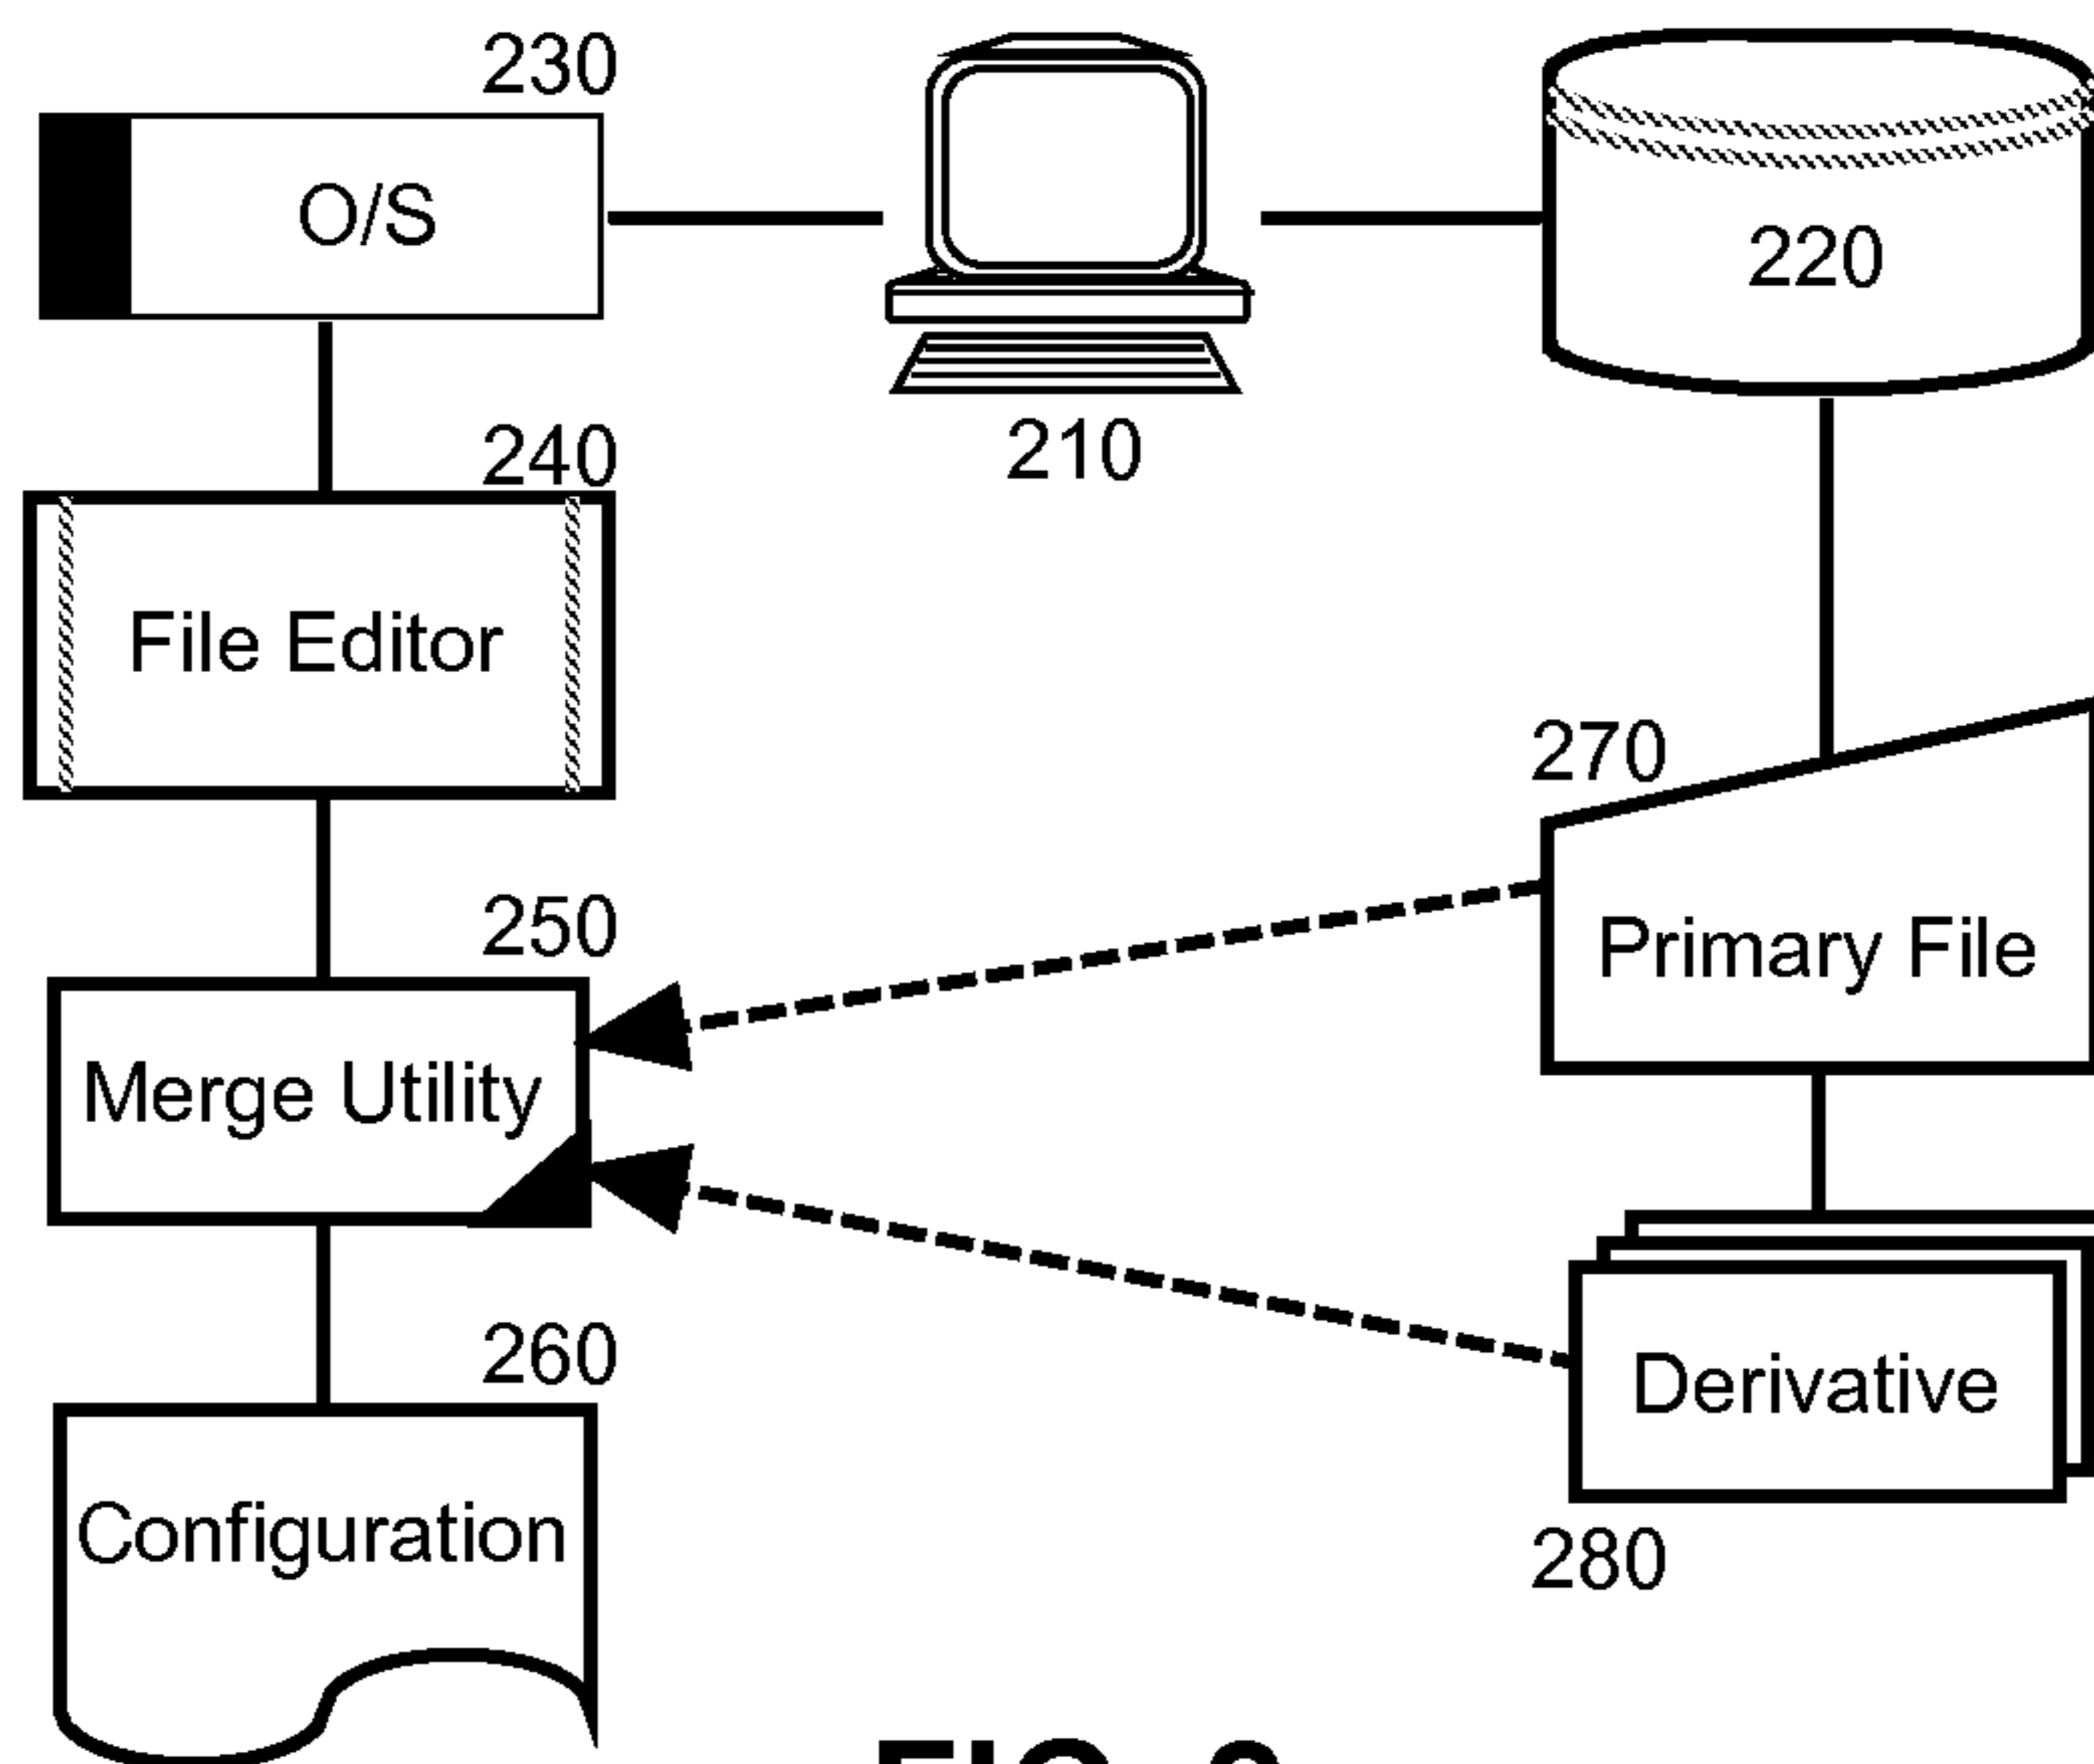 230
O/S
220
210
240
File Editor
270
250
Primary File
Merge Utility
260
Derivative
Configuration
280